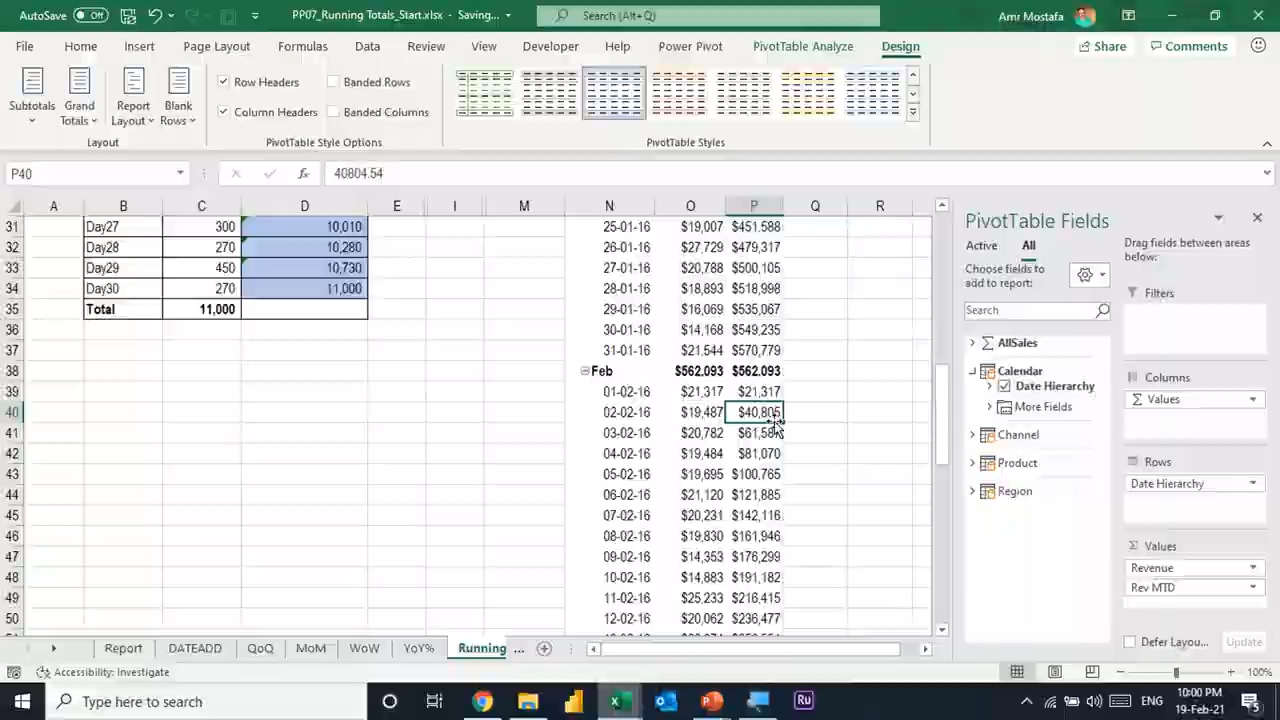 AutoSave Off PP07_Running Totals_Start.xlsx - Saving... Search (Alt+Q) Amr Mostafa
File Home Insert Page Layout Formulas Data Review View Developer Help Power Pivot PivotTable Analyze Design Share Comments
Subtotals Grand Totals Report Layout Blank Rows
Row Headers Banded Rows
Column Headers Banded Columns
Layout PivotTable Style Options PivotTable Styles
P40 fx 40804.54
A B C D E I M N O P Q R
31 Day27 300 10,010 25-01-16 $19,007 $451,588
32 Day28 270 10,280 26-01-16 $27,729 $479,317
33 Day29 450 10,730 27-01-16 $20,788 $500,105
34 Day30 270 11,000 28-01-16 $18,893 $518,998
35 Total 11,000 29-01-16 $16,069 $535,067
36 30-01-16 $14,168 $549,235
37 31-01-16 $21,544 $570,779
38 Feb $562,093 $562,093
39 01-02-16 $21,317 $21,317
40 02-02-16 $19,487 $40,805
41 03-02-16 $20,782
42 04-02-16 $19,484 $81,070
43 05-02-16 $19,695 $100,765
44 06-02-16 $21,120 $121,885
45 07-02-16 $20,231 $142,116
46 08-02-16 $19,830 $161,946
47 09-02-16 $14,353 $176,299
48 10-02-16 $14,883 $191,182
49 11-02-16 $25,233 $216,415
50 12-02-16 $20,062 $236,477
PivotTable Fields
Active All
Choose fields to add to report:
Search
AllSales
Calendar
Date Hierarchy
More Fields
Channel
Product
Region
Drag fields between areas below:
Filters
Columns
Values
Rows
Date Hierarchy
Values
Revenue
Rev MTD
Defer Layou... Update
Report DATEADD QoQ MoM WoW YoY% Running ...
Accessibility: Investigate 100%
Type here to search ENG 10:00 PM
19-Feb-21